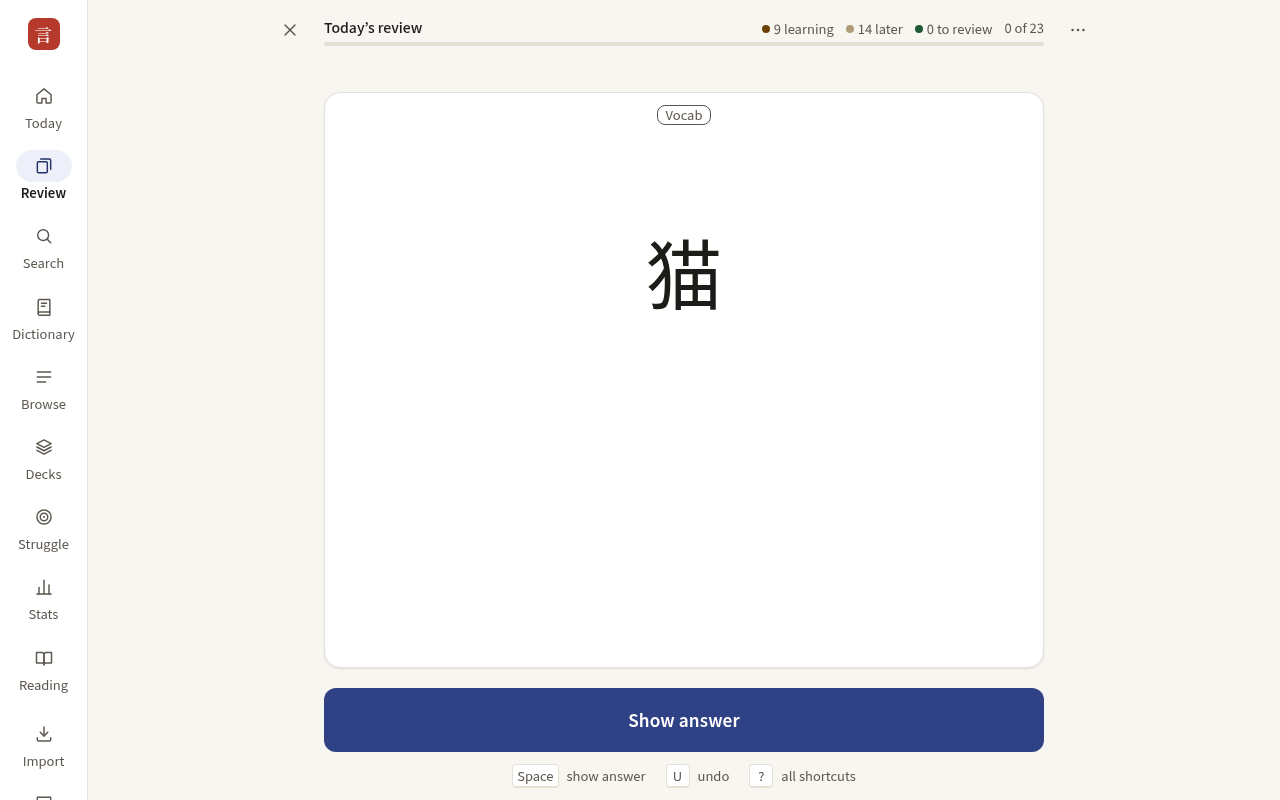 言
Today's review
9 learning
14 later
0 to review
0 of 23
Today
Review
Search
Dictionary
Browse
Decks
Struggle
Stats
Reading
Import
Vocab
猫
Show answer
Space show answer U undo ? all shortcuts